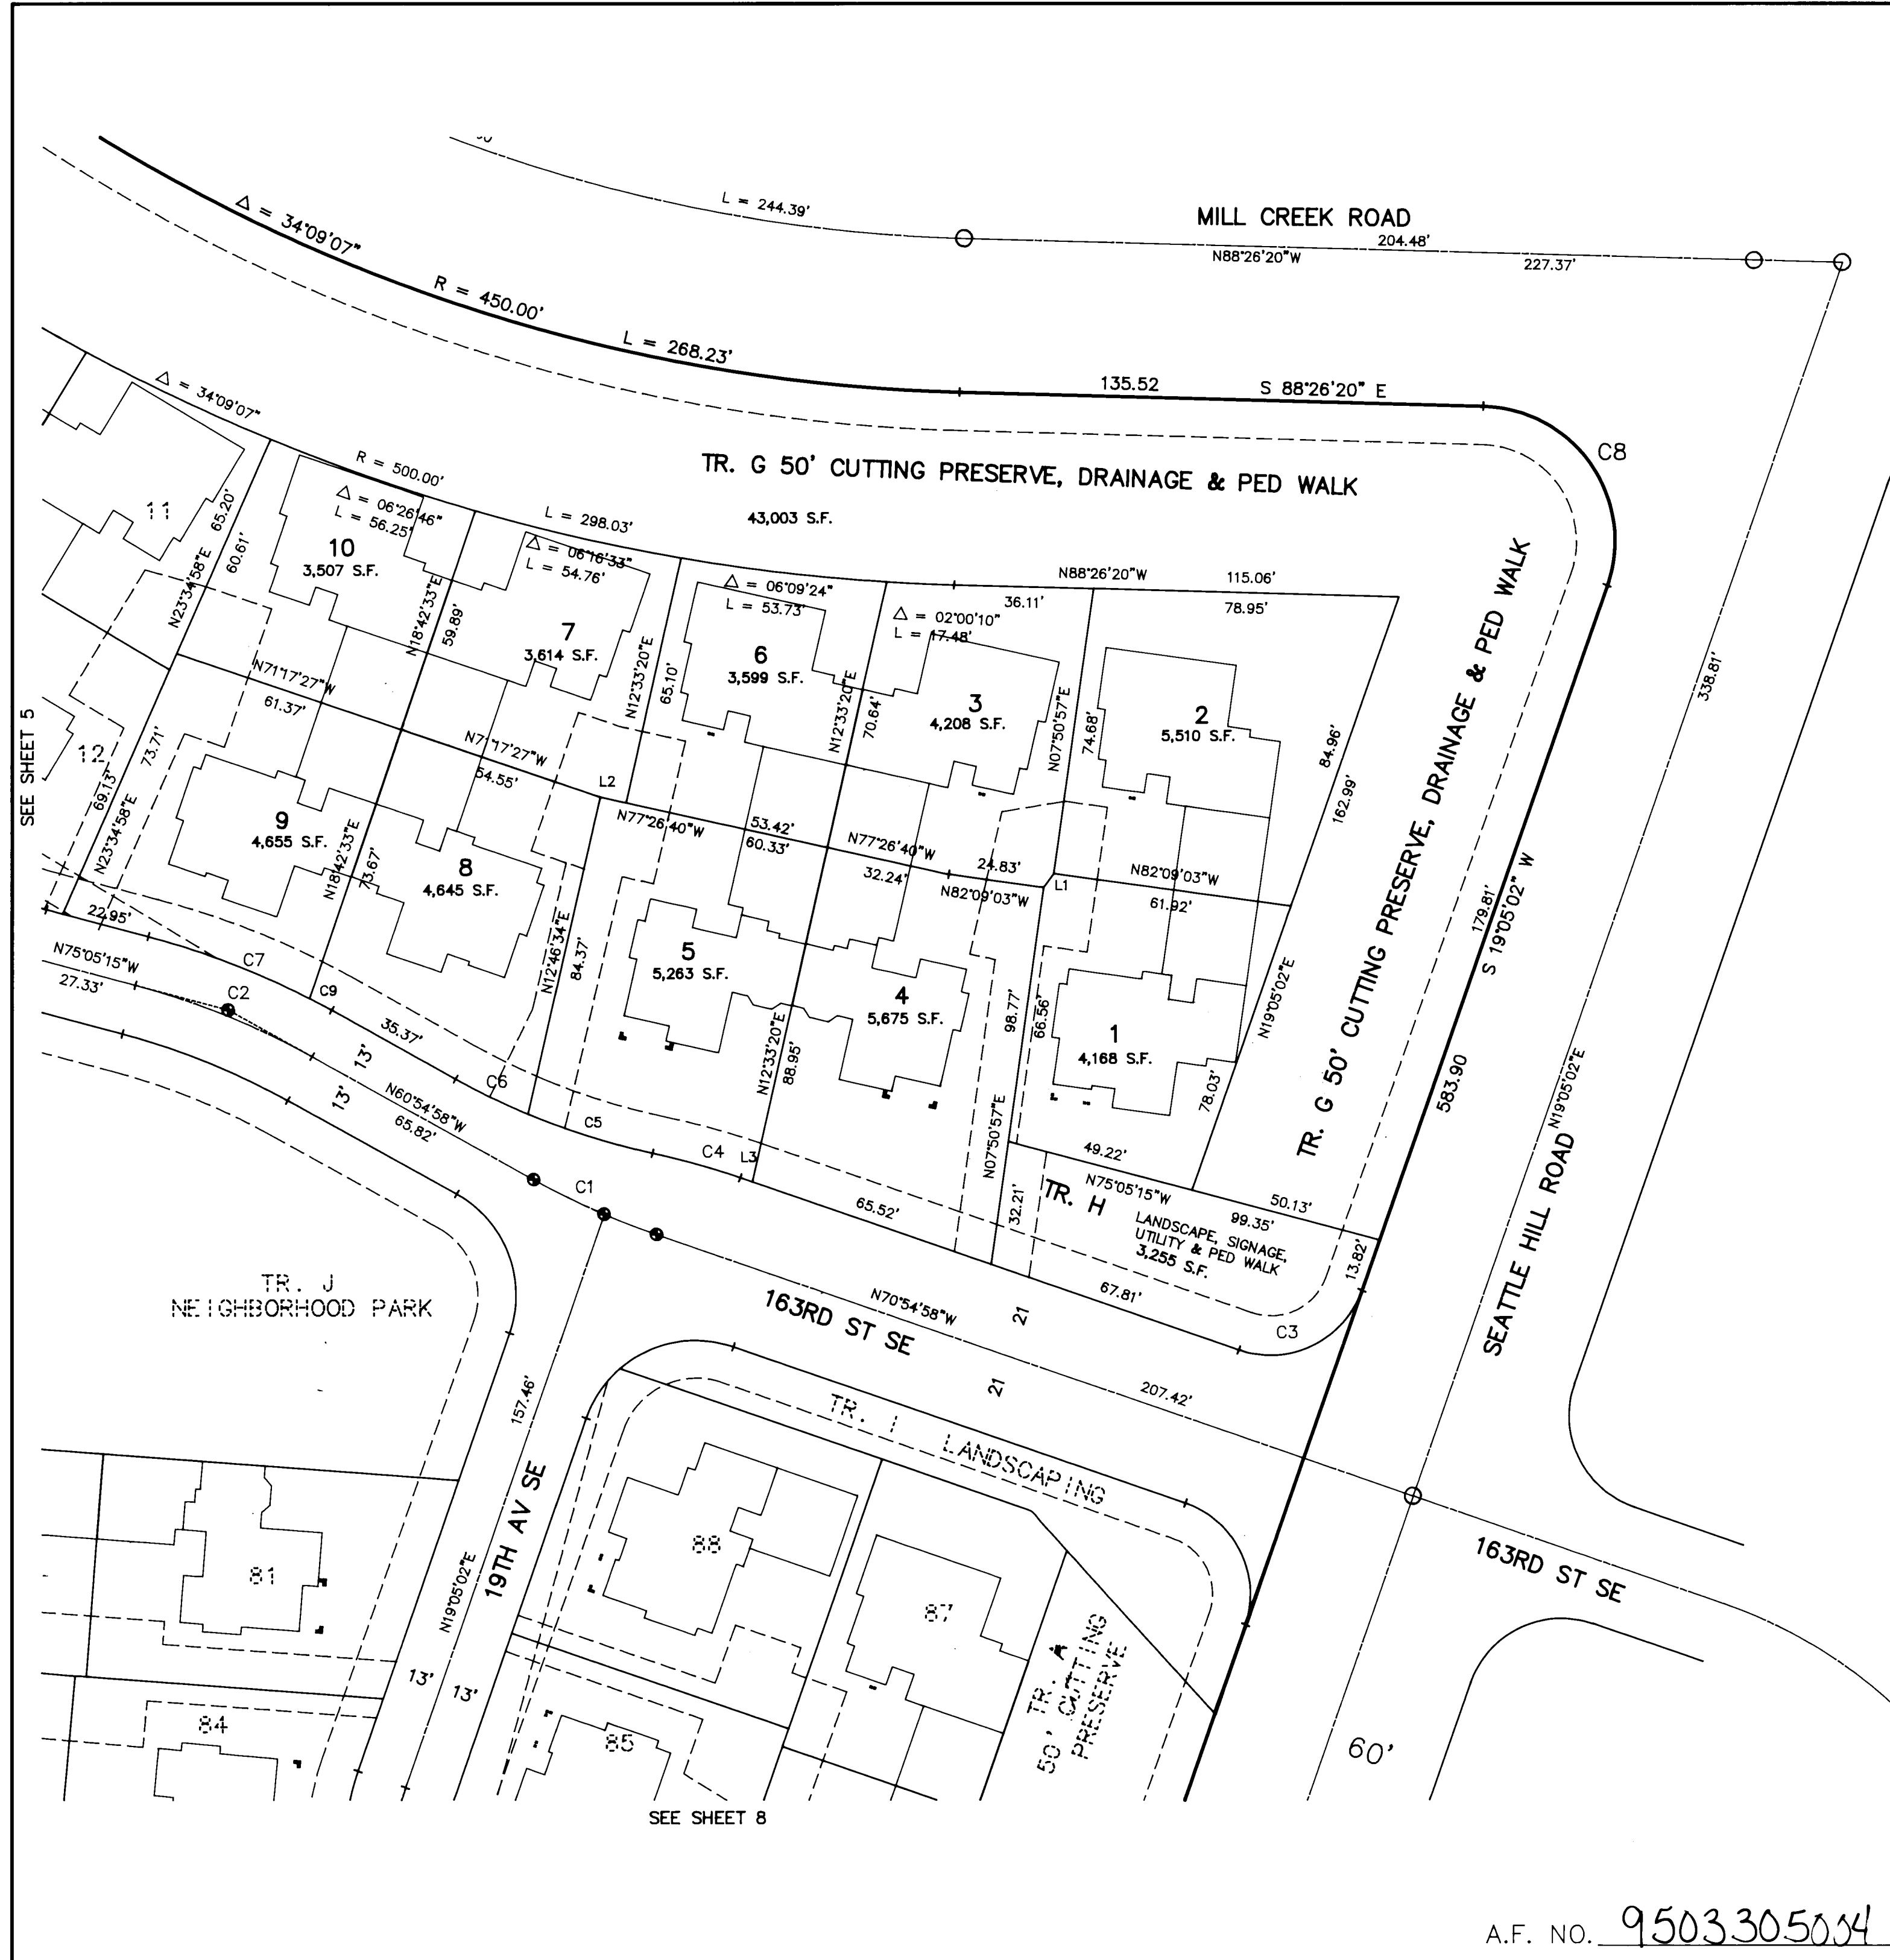 L = 244.39'
MILL CREEK ROAD
204.48'
N88°26'20"W
227.37'
Δ = 34°09'07"
R = 450.00'
L = 268.23'
135.52
S 88°26'20" E
C8
Δ = 34°09'07"
R = 500.00'
L = 298.03'
TR. G 50' CUTTING PRESERVE, DRAINAGE & PED WALK
43,003 S.F.
11
65.20'
60.61'
N23°34'58"E
Δ = 06°26'46"
L = 56.25'
10
3,507 S.F.
N18°42'33"E
59.89'
Δ = 06°16'33"
L = 54.76'
7
3,614 S.F.
N12°33'20"E
65.10'
Δ = 06°09'24"
L = 53.73'
6
3,599 S.F.
N12°33'20"E
70.64'
Δ = 02°00'10"
L = 17.48'
36.11'
N88°26'20"W
115.06'
78.95'
3
4,208 S.F.
N07°50'57"E
74.68'
2
5,510 S.F.
84.96'
162.99'
TR. G 50' CUTTING PRESERVE, DRAINAGE & PED WALK
338.81'
SEE SHEET 5
12
73.71'
69.13'
N23°34'58"E
N71°17'27"W
61.37'
N71°17'27"W
54.55'
L2
N77°26'40"W
53.42'
60.33'
N77°26'40"W
32.24'
24.83'
N82°09'03"W
L1
N82°09'03"W
61.92'
9
4,655 S.F.
N18°42'33"E
73.67'
8
4,645 S.F.
N12°46'34"E
84.37'
5
5,263 S.F.
4
5,675 S.F.
98.77'
66.56'
1
4,168 S.F.
N19°05'02"E
78.03'
179.81'
S 19°05'02" W
583.90
N19°05'02"E
SEATTLE HILL ROAD
22.95'
N75°05'15"W
27.33'
C7
C2
C9
35.37'
13'
13'
C6
N60°54'58"W
65.82'
C5
C4
L3
N12°33'20"E
88.95'
N07°50'57"E
32.21'
49.22'
N75°05'15"W
50.13'
99.35'
TR. H
LANDSCAPE, SIGNAGE,
UTILITY & PED WALK
3,255 S.F.
13.82'
65.52'
67.81'
C3
C1
21
21
N70°54'58"W
163RD ST SE
207.42'
TR. J
NEIGHBORHOOD PARK
157.46'
TR. I LANDSCAPING
19TH AV SE
N19°05'02"E
13'
13'
81
84
88
87
85
TR. A
50' CUTTING
PRESERVE
163RD ST SE
60'
SEE SHEET 8
A.F. NO. 9503305004